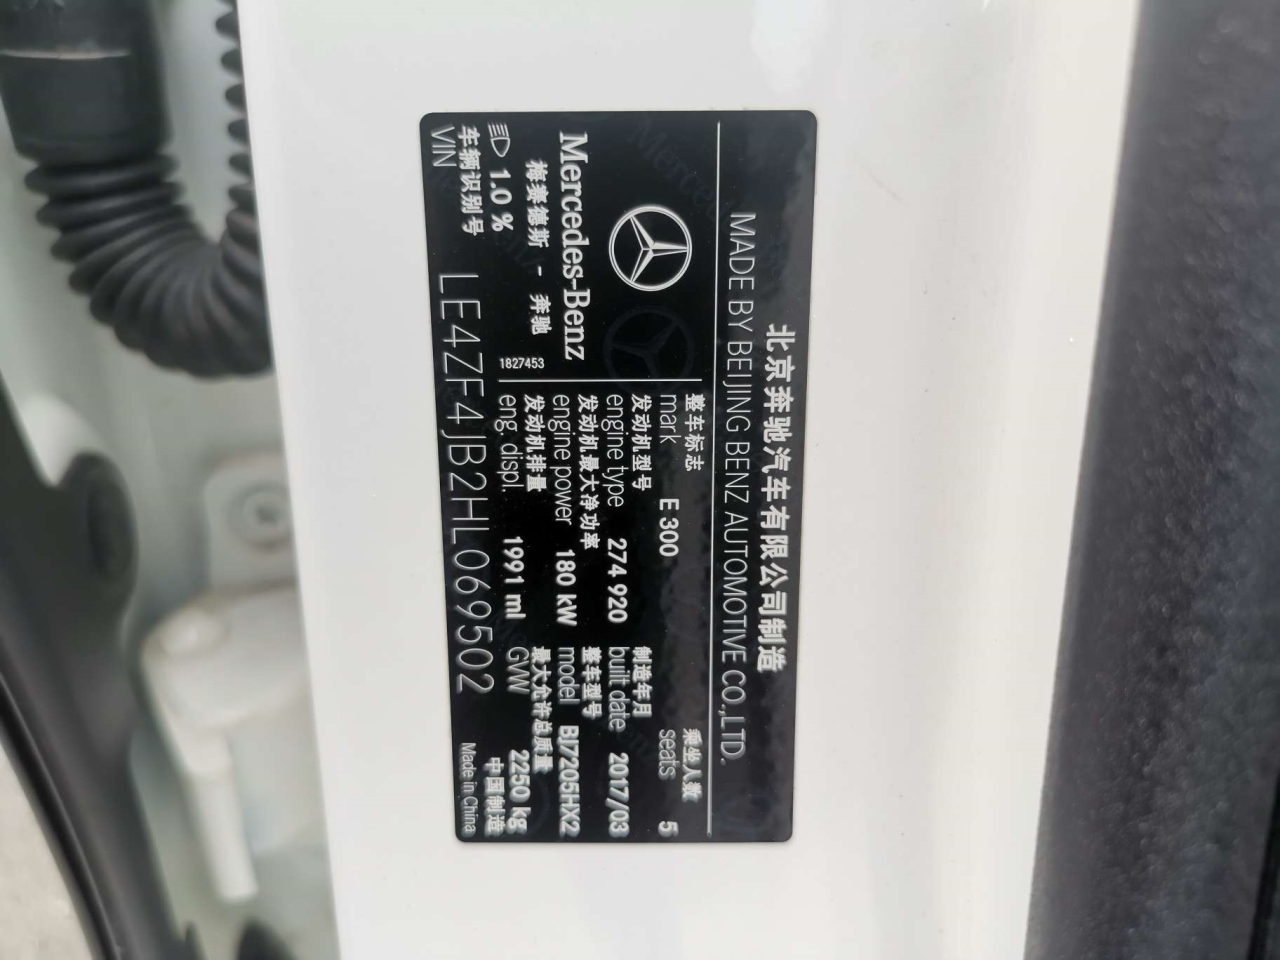 北京奔驰汽车有限公司制造
MADE BY BEIJING BENZ AUTOMOTIVE CO.,LTD.
Mercedes-Benz
梅赛德斯 - 奔驰
1.0 %
1827453
整车标志
mark E 300
乘坐人数
seats 5
发动机型号
engine type 274 920
制造年月
built date 2017/03
发动机最大净功率
engine power 180 kW
整车型号
model BJ7205HX2
发动机排量
eng. displ. 1991 ml
最大允许总质量
GVW 2250 kg
车辆识别号
VIN LE4ZF4JB2HL069502
中国制造
Made in China